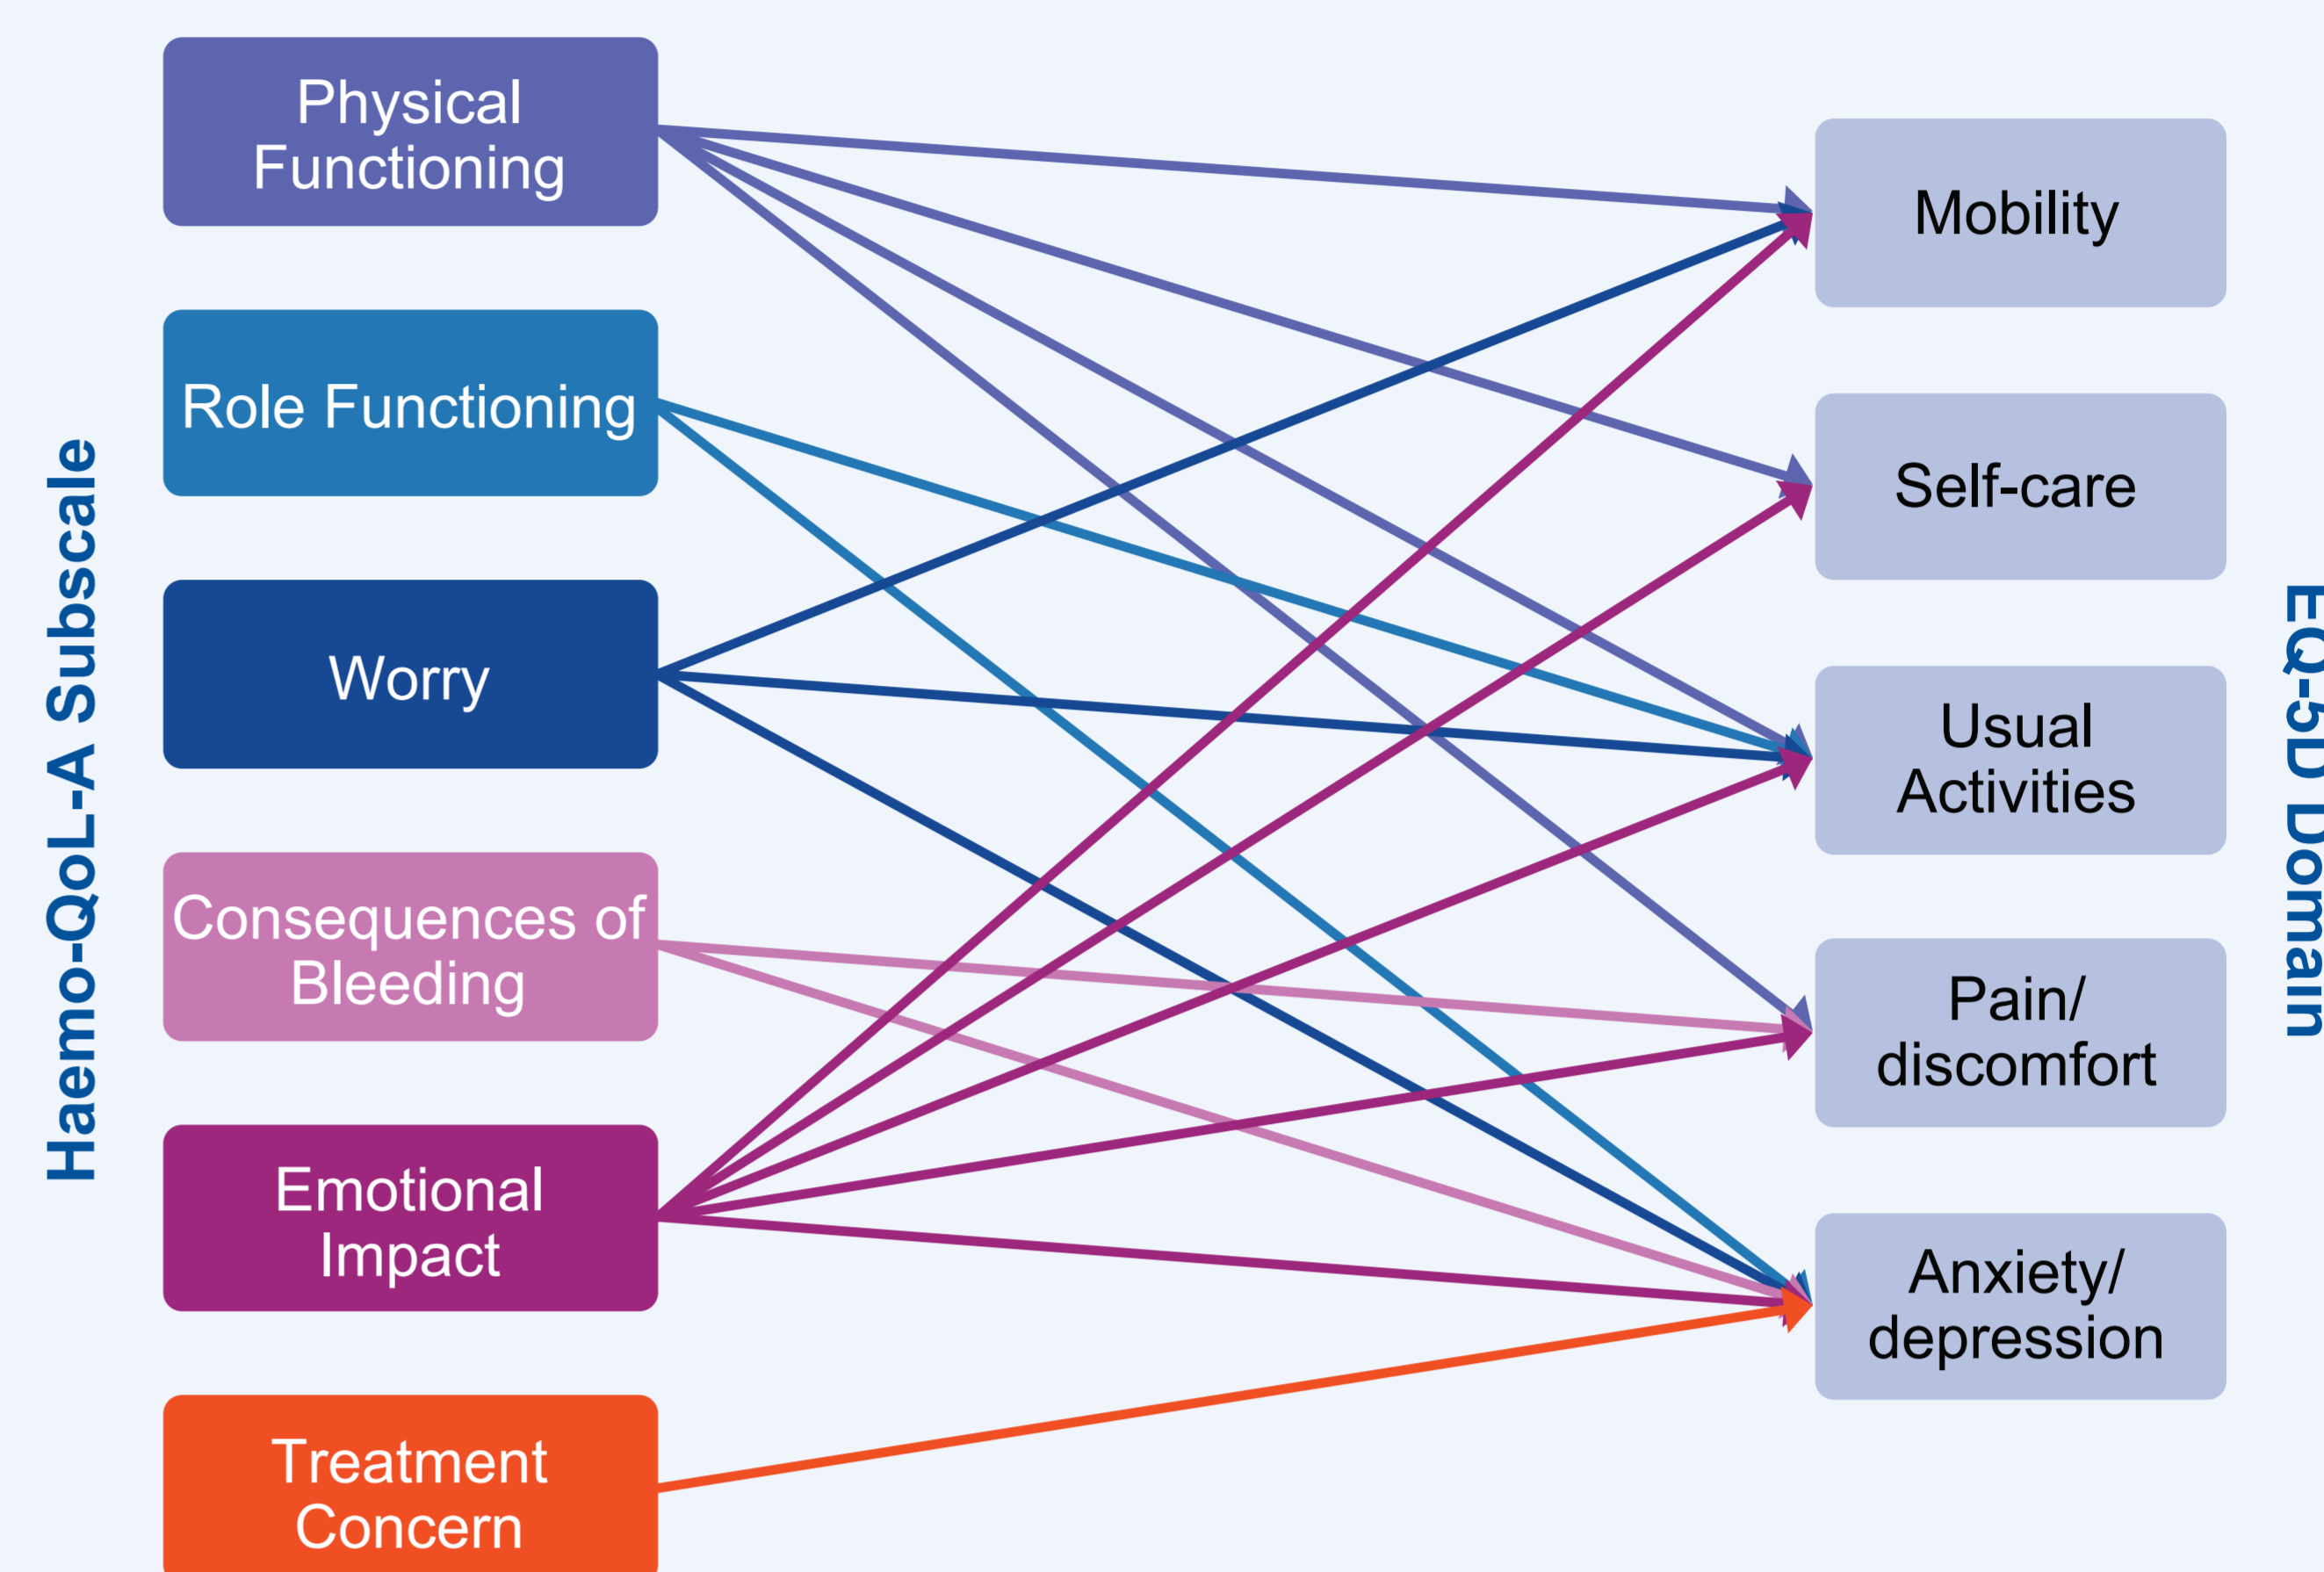 Haemo-QoL-A Subscale
Physical
Functioning
Role Functioning
Worry
Consequences of
Bleeding
Emotional
Impact
Treatment
Concern
Mobility
Self-care
Usual
Activities
Pain/
discomfort
Anxiety/
depression
EQ-5D Domain